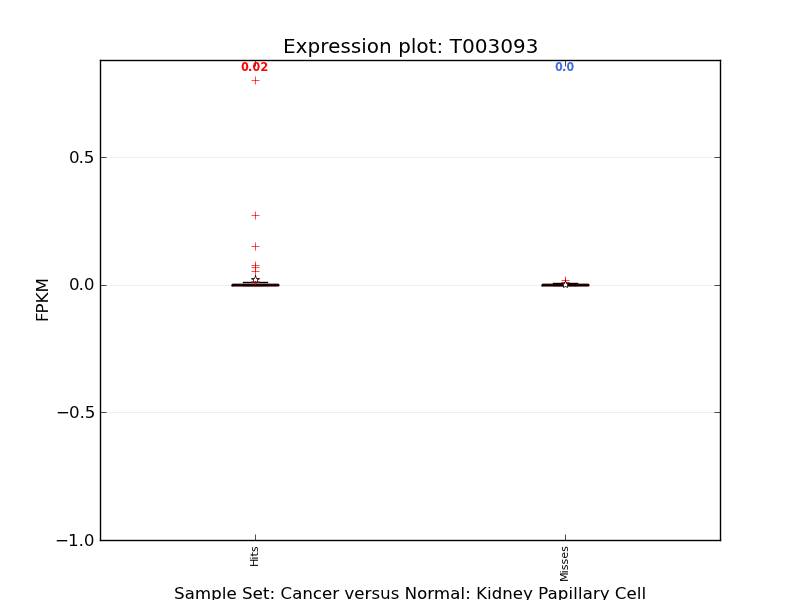 Expression plot: T003093
0.02
0.0
0.5
0.0
−0.5
−1.0
FPKM
Hits
Misses
Sample Set: Cancer versus Normal: Kidney Papillary Cell